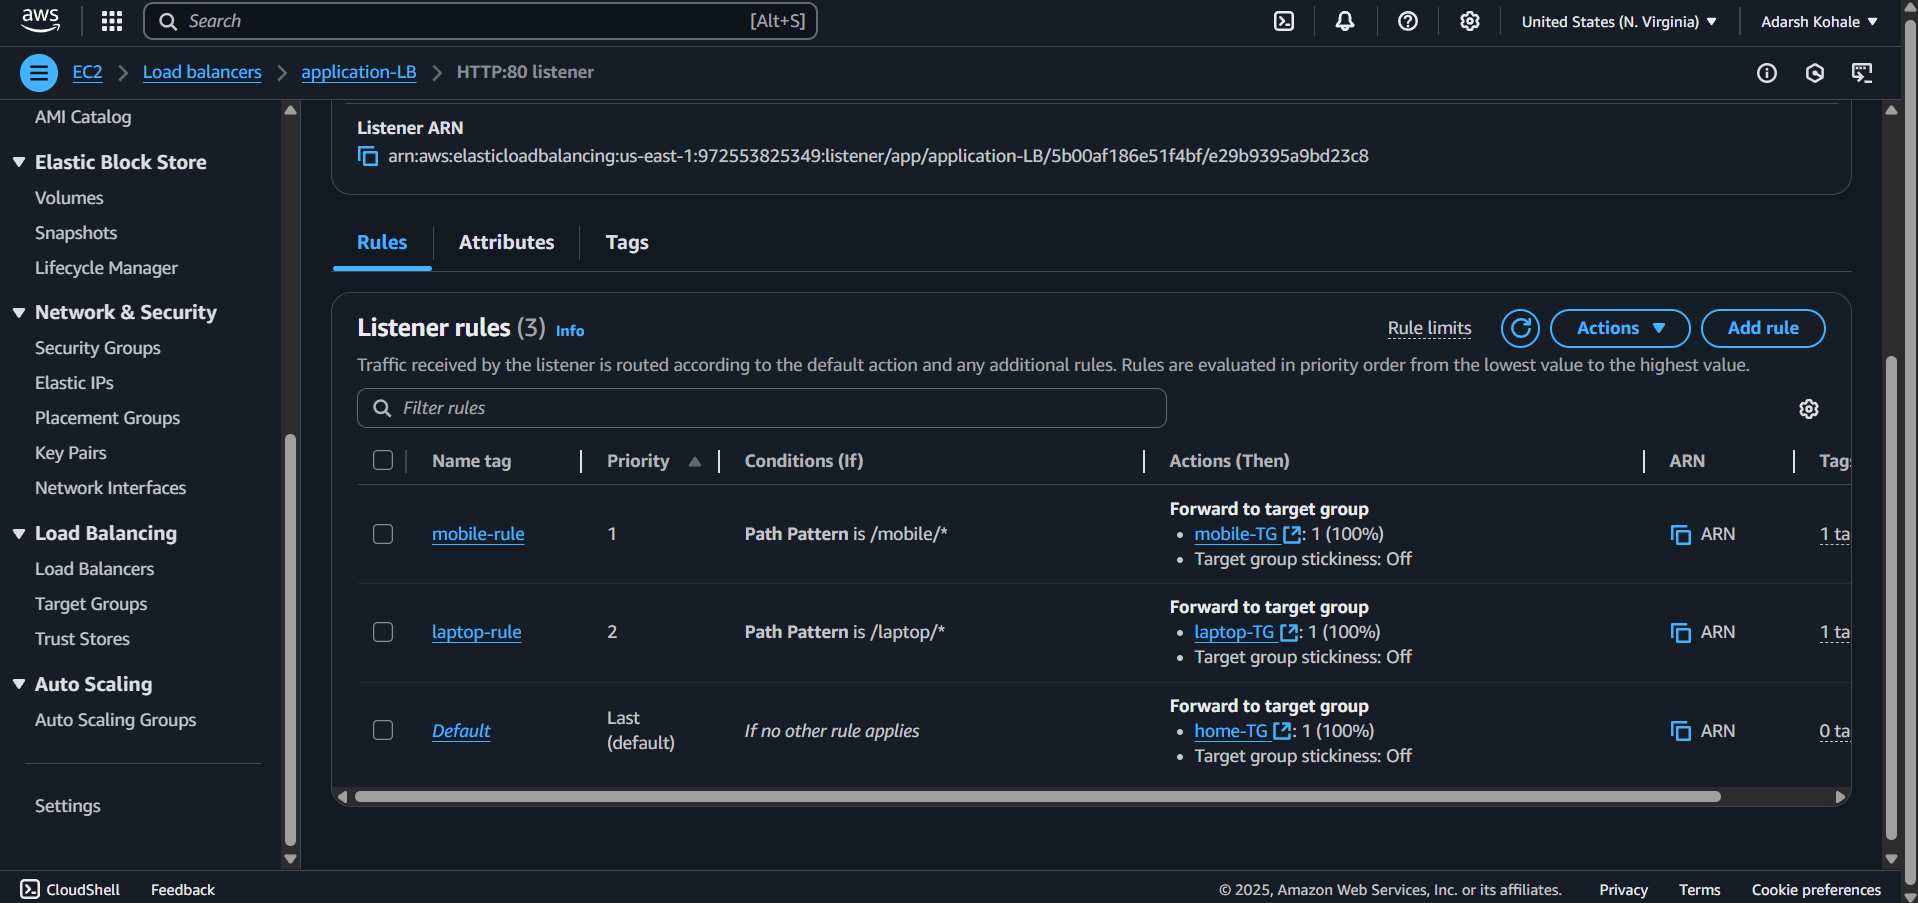 aws
Search [Alt+S]
United States (N. Virginia)
Adarsh Kohale
EC2
Load balancers
application-LB
HTTP:80 listener
AMI Catalog
Elastic Block Store
Volumes
Snapshots
Lifecycle Manager
Network & Security
Security Groups
Elastic IPs
Placement Groups
Key Pairs
Network Interfaces
Load Balancing
Load Balancers
Target Groups
Trust Stores
Auto Scaling
Auto Scaling Groups
Settings
Listener ARN
arn:aws:elasticloadbalancing:us-east-1:972553825349:listener/app/application-LB/5b00af186e51f4bf/e29b9395a9bd23c8
Rules Attributes Tags
Listener rules (3) Info
Rule limits
Actions
Add rule
Traffic received by the listener is routed according to the default action and any additional rules. Rules are evaluated in priority order from the lowest value to the highest value.
Filter rules
Name tag Priority Conditions (If) Actions (Then) ARN Tags
mobile-rule 1 Path Pattern is /mobile/* Forward to target group
mobile-TG : 1 (100%)
Target group stickiness: Off
ARN 1 ta
laptop-rule 2 Path Pattern is /laptop/* Forward to target group
laptop-TG : 1 (100%)
Target group stickiness: Off
ARN 1 ta
Default Last (default) If no other rule applies Forward to target group
home-TG : 1 (100%)
Target group stickiness: Off
ARN 0 ta
CloudShell Feedback
© 2025, Amazon Web Services, Inc. or its affiliates. Privacy Terms Cookie preferences